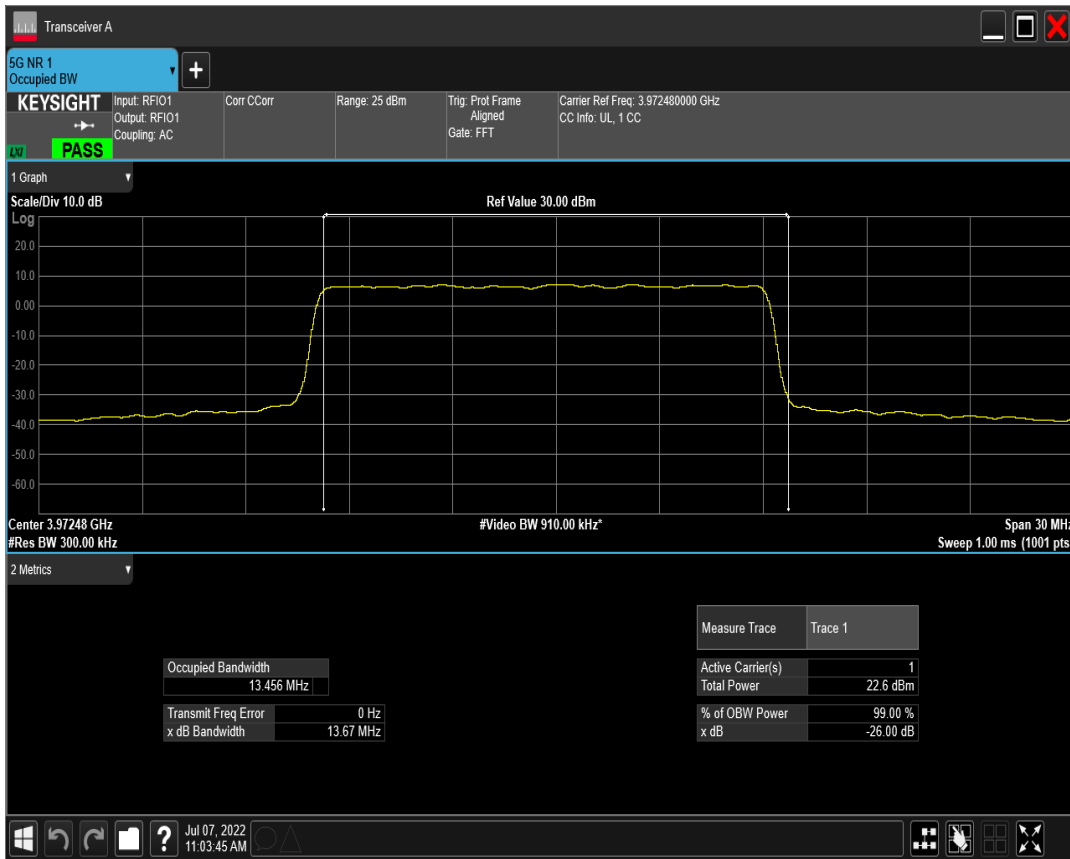 Transceiver A
5G NR 1
Occupied BW
KEYSIGHT
LXI
PASS
Input: RFIO1
Output: RFIO1
Coupling: AC
Corr CCorr
Range: 25 dBm
Trig: Prot Frame
Aligned
Gate: FFT
Carrier Ref Freq: 3.972480000 GHz
CC Info: UL, 1 CC
1 Graph
Scale/Div 10.0 dB
Ref Value 30.00 dBm
Log
20.0
10.0
0.00
-10.0
-20.0
-30.0
-40.0
-50.0
-60.0
Center 3.97248 GHz
#Video BW 910.00 kHz*
Span 30 MHz
#Res BW 300.00 kHz
Sweep 1.00 ms (1001 pts
2 Metrics
Measure Trace Trace 1
Occupied Bandwidth
13.456 MHz
Active Carrier(s) 1
Total Power 22.6 dBm
Transmit Freq Error 0 Hz
x dB Bandwidth 13.67 MHz
% of OBW Power 99.00 %
x dB -26.00 dB
?
Jul 07, 2022
11:03:45 AM